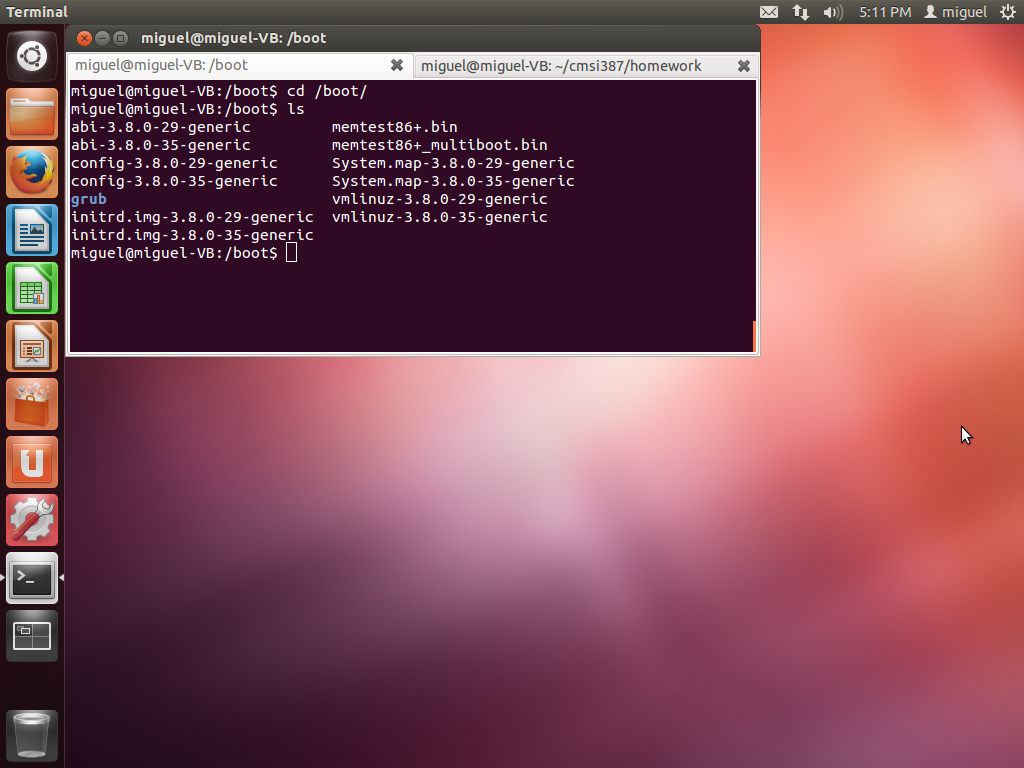 Terminal
5:11 PM miguel
miguel@miguel-VB: /boot
miguel@miguel-VB: /boot miguel@miguel-VB: ~/cmsi387/homework
miguel@miguel-VB:/boot$ cd /boot/
miguel@miguel-VB:/boot$ ls
abi-3.8.0-29-generic memtest86+.bin
abi-3.8.0-35-generic memtest86+_multiboot.bin
config-3.8.0-29-generic System.map-3.8.0-29-generic
config-3.8.0-35-generic System.map-3.8.0-35-generic
grub vmlinuz-3.8.0-29-generic
initrd.img-3.8.0-29-generic vmlinuz-3.8.0-35-generic
initrd.img-3.8.0-35-generic
miguel@miguel-VB:/boot$